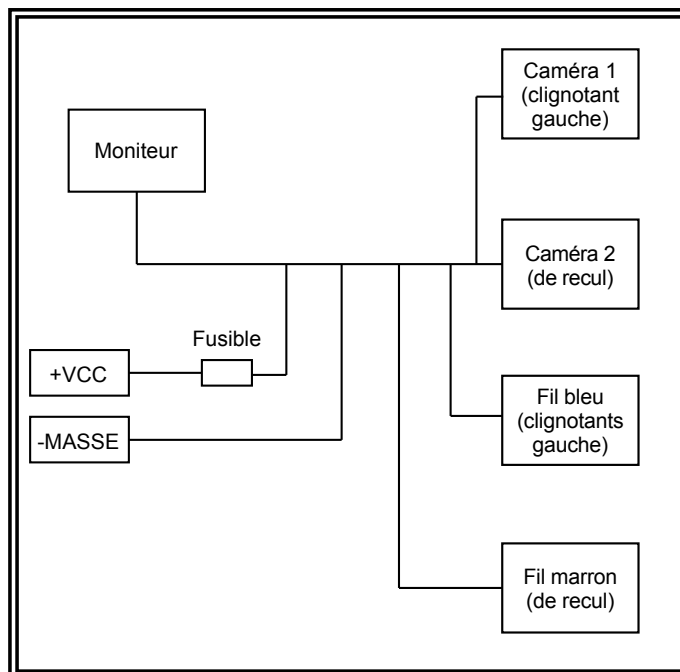 Caméra 1
(clignotant
gauche)
Moniteur
Caméra 2
(de recul)
Fusible
+VCC
-MASSE
Fil bleu
(clignotants
gauche)
Fil marron
(de recul)